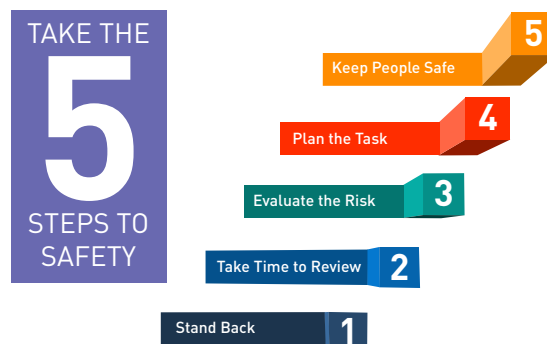 TAKE THE
5
STEPS TO
SAFETY
5
Keep People Safe
4
Plan the Task
3
Evaluate the Risk
2
Take Time to Review
1
Stand Back